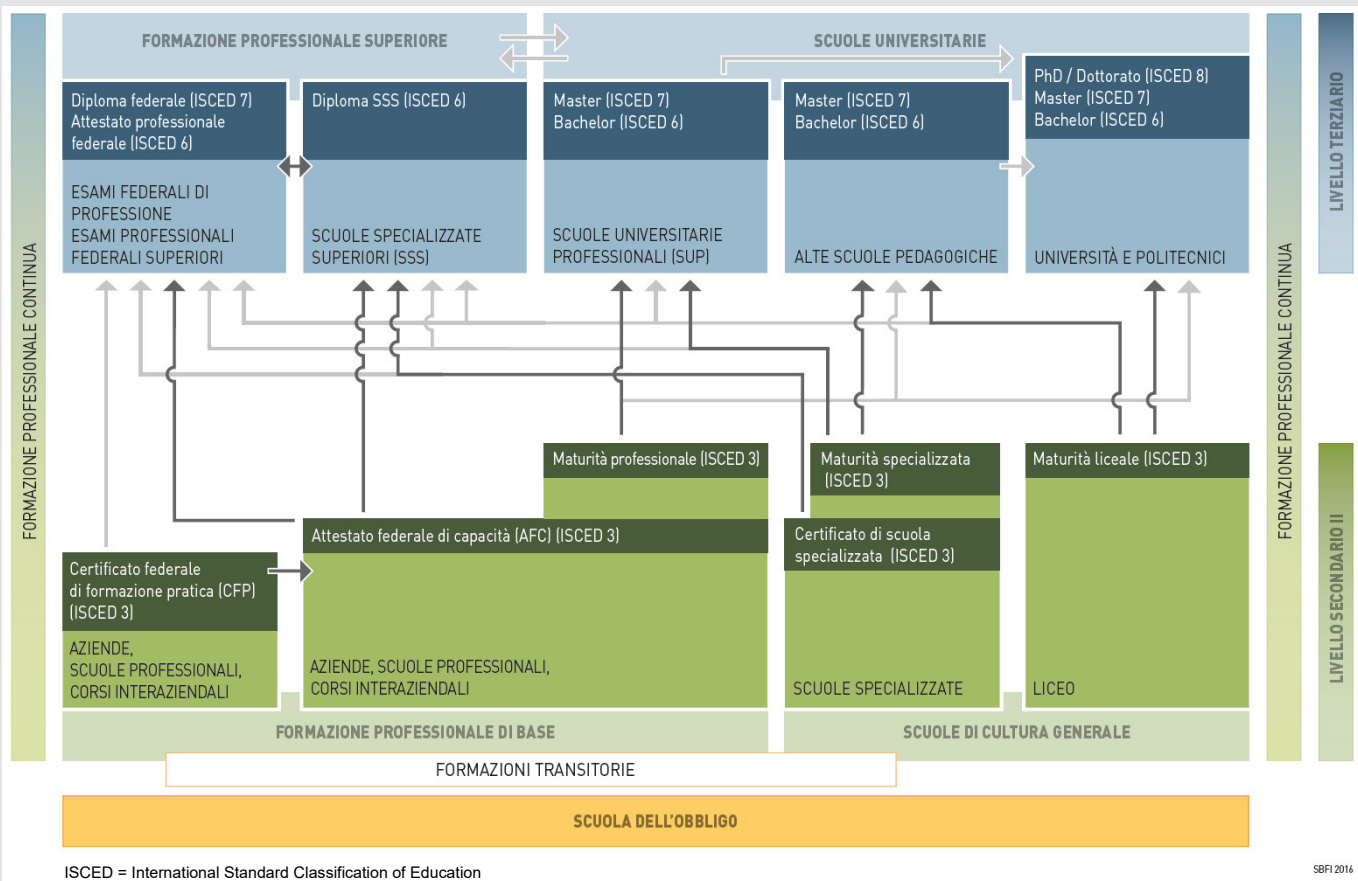 FORMAZIONE PROFESSIONALE SUPERIORE
SCUOLE UNIVERSITARIE
Diploma federale (ISCED 7)
Attestato professionale
federale (ISCED 6)
ESAMI FEDERALI DI
PROFESSIONE
ESAMI PROFESSIONALI
FEDERALI SUPERIORI
Diploma SSS (ISCED 6)
SCUOLE SPECIALIZZATE
SUPERIORI (SSS)
Master (ISCED 7)
Bachelor (ISCED 6)
SCUOLE UNIVERSITARIE
PROFESSIONALI (SUP)
Master (ISCED 7)
Bachelor (ISCED 6)
ALTE SCUOLE PEDAGOGICHE
PhD / Dottorato (ISCED 8)
Master (ISCED 7)
Bachelor (ISCED 6)
UNIVERSITÀ E POLITECNICI
LIVELLO TERZIARIO
FORMAZIONE PROFESSIONALE CONTINUA
FORMAZIONE PROFESSIONALE CONTINUA
Maturità professionale (ISCED 3)
Maturità specializzata
(ISCED 3)
Maturità liceale (ISCED 3)
Attestato federale di capacità (AFC) (ISCED 3)
Certificato di scuola
specializzata (ISCED 3)
Certificato federale
di formazione pratica (CFP)
(ISCED 3)
AZIENDE,
SCUOLE PROFESSIONALI,
CORSI INTERAZIENDALI
AZIENDE, SCUOLE PROFESSIONALI,
CORSI INTERAZIENDALI
SCUOLE SPECIALIZZATE
LICEO
LIVELLO SECONDARIO II
FORMAZIONE PROFESSIONALE DI BASE
SCUOLE DI CULTURA GENERALE
FORMAZIONI TRANSITORIE
SCUOLA DELL'OBBLIGO
ISCED = International Standard Classification of Education
SBFI 2016